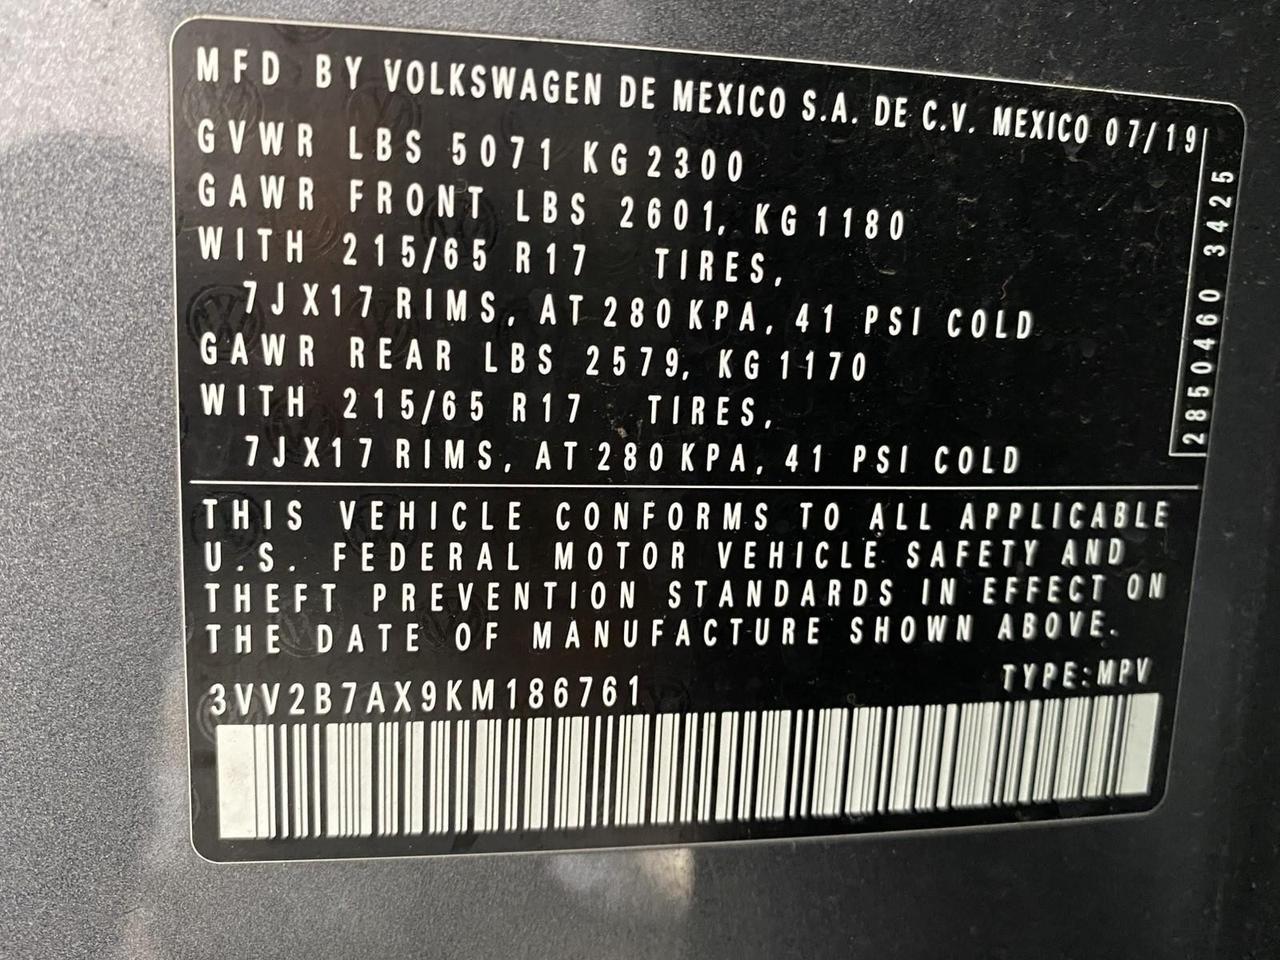 MFD BY VOLKSWAGEN DE MEXICO S.A. DE C.V. MEXICO 07/19
GVWR LBS 5071 KG 2300
GAWR FRONT LBS 2601, KG 1180
WITH 215/65 R17 TIRES,
7JX17 RIMS, AT 280 KPA, 41 PSI COLD
GAWR REAR LBS 2579, KG 1170
WITH 215/65 R17 TIRES,
7JX17 RIMS, AT 280 KPA, 41 PSI COLD
2850460 3425
THIS VEHICLE CONFORMS TO ALL APPLICABLE
U.S. FEDERAL MOTOR VEHICLE SAFETY AND
THEFT PREVENTION STANDARDS IN EFFECT ON
THE DATE OF MANUFACTURE SHOWN ABOVE.
3VV2B7AX9KM186761
TYPE:MPV